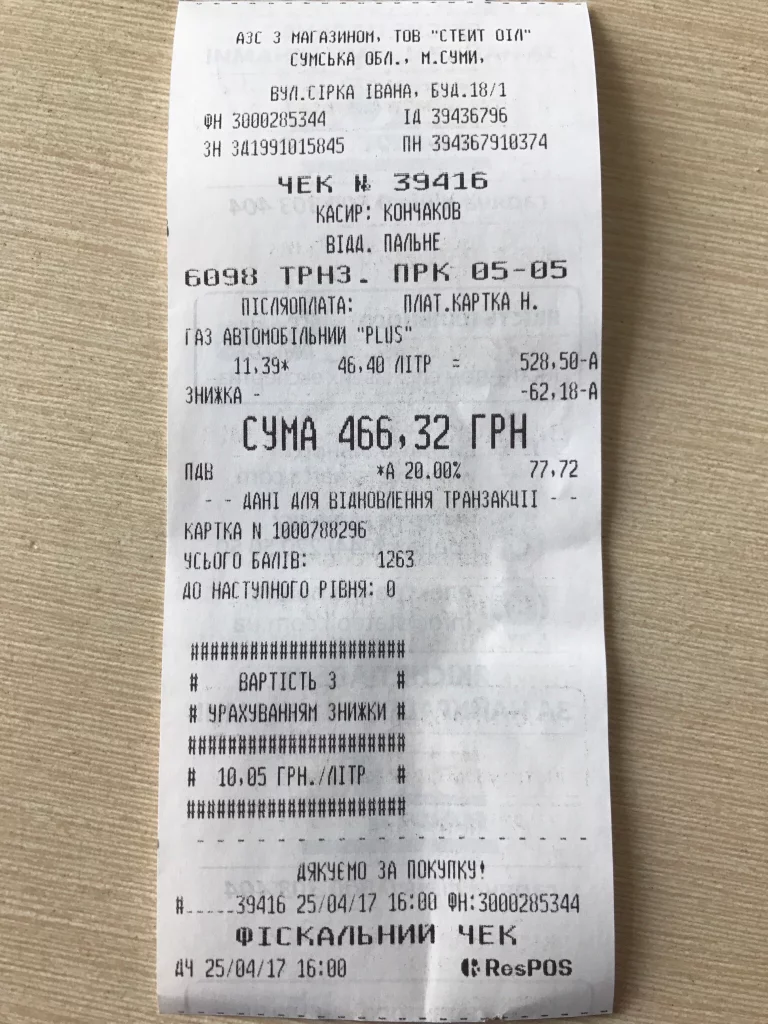 АЗС З МАГАЗИНОМ, ТОВ "СТЕЙТ ОІЛ"
СУМСЬКА ОБЛ., М.СУМИ,
ВУЛ.СІРКА ІВАНА, БУД.18/1
ФН 3000285344 ІД 39436796
ЗН ЗД1991015845 ПН 394367910374
ЧЕК № 39416
КАСИР: КОНЧАКОВ
ВІДД. ПАЛЬНЕ
6098 ТРНЗ. ПРК 05-05
ПІСЛЯОПЛАТА: ПЛАТ.КАРТКА Н.
ГАЗ АВТОМОБІЛЬНИЙ "PLUS"
11,39* 46,40 ЛІТР = 528,50-А
ЗНИЖКА - -62,18-А
СУМА 466,32 ГРН
ПДВ *А 20.00% 77,72
- - ДАНІ ДЛЯ ВІДНОВЛЕННЯ ТРАНЗАКЦІІ - -
КАРТКА N 1000788296
УСЬОГО БАЛІВ: 1263
ДО НАСТУПНОГО РІВНЯ: 0
######################
# ВАРТІСТЬ З #
# УРАХУВАННЯМ ЗНИЖКИ #
######################
# 10,05 ГРН./ЛІТР #
######################
- - - - - - - - - - - - - - - - - - - - - -
ДЯКУЄМО ЗА ПОКУПКУ!
#.....39416 25/04/17 16:00 ФН:3000285344
ФІСКАЛЬНИЙ ЧЕК
ДЧ 25/04/17 16:00 ResPOS